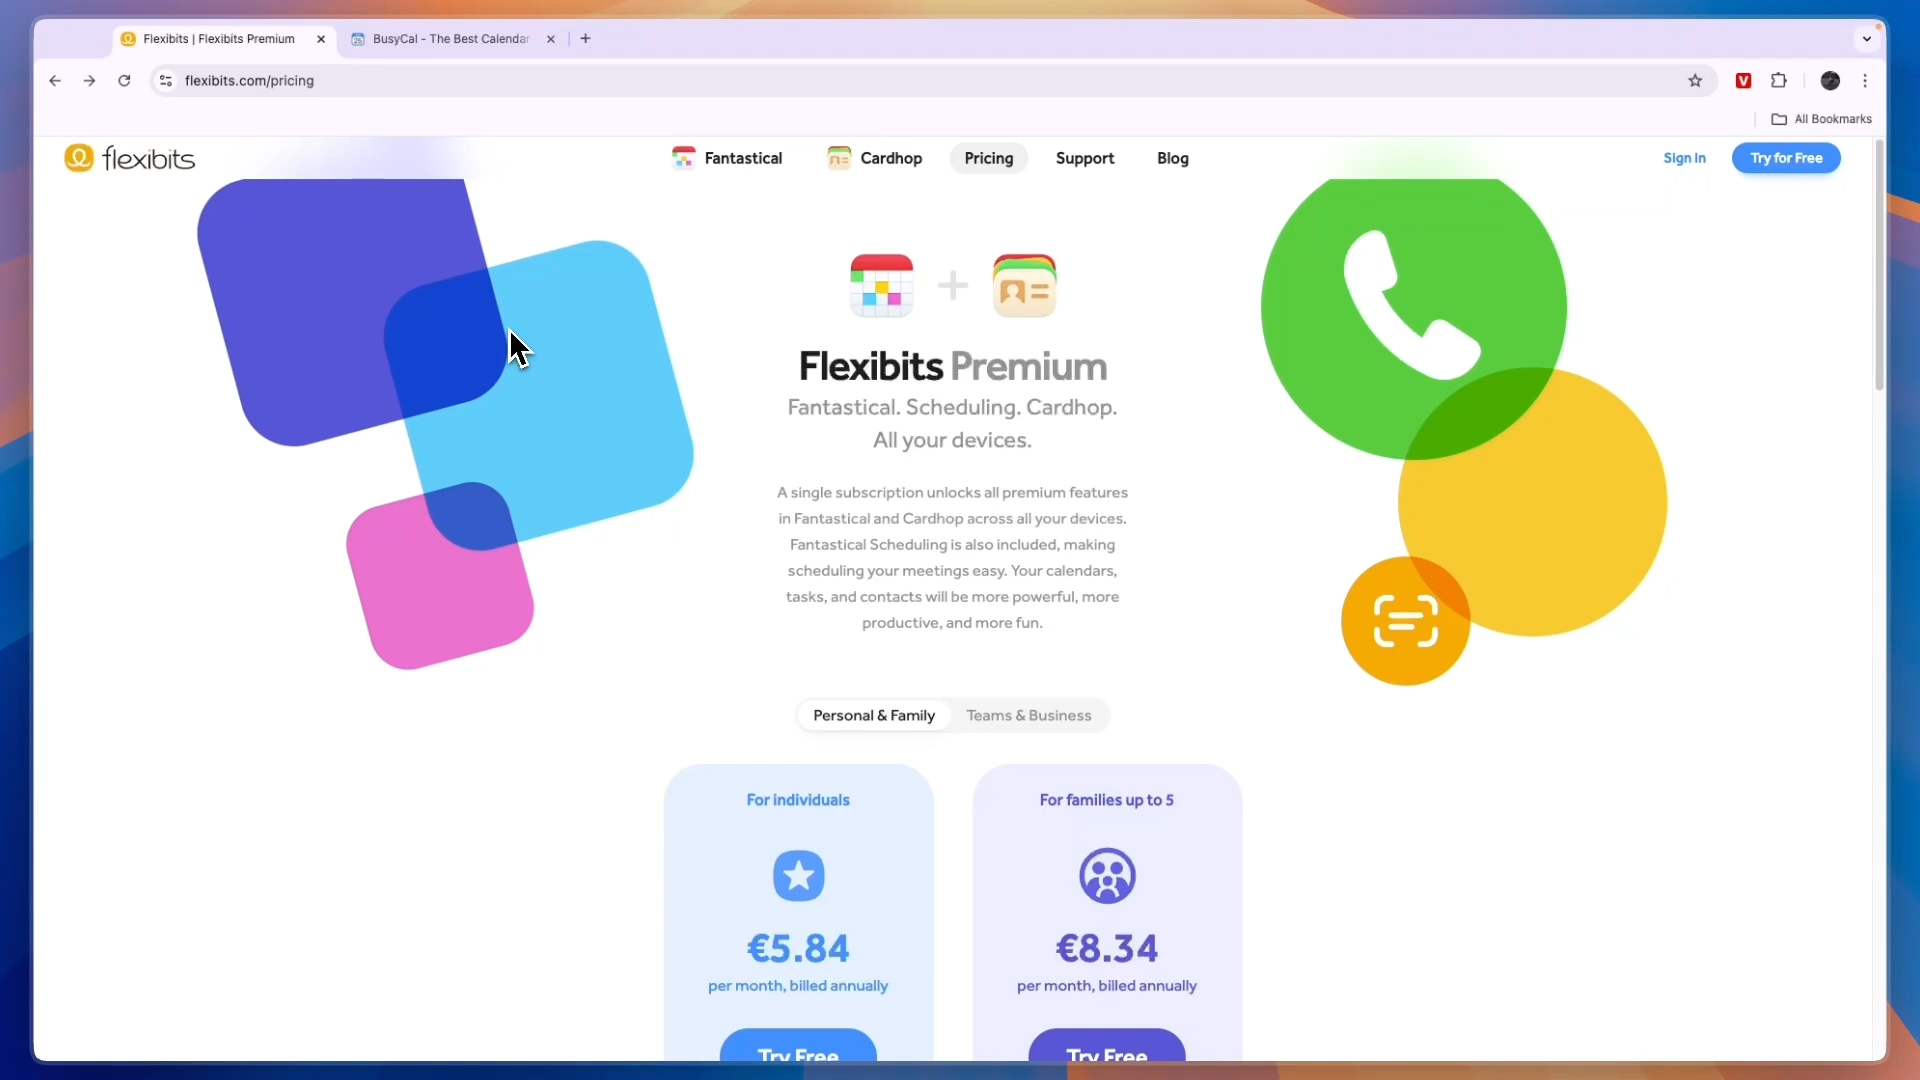 Flexibits | Flexibits Premium
BusyCal - The Best Calendar
flexibits.com/pricing
V
All Bookmarks
flexibits
Fantastical
Cardhop
Pricing
Support
Blog
Sign In
Try for Free
Flexibits Premium
Fantastical. Scheduling. Cardhop.
All your devices.
A single subscription unlocks all premium features
in Fantastical and Cardhop across all your devices.
Fantastical Scheduling is also included, making
scheduling your meetings easy. Your calendars,
tasks, and contacts will be more powerful, more
productive, and more fun.
Personal & Family
Teams & Business
For individuals
€5.84
per month, billed annually
Try Free
For families up to 5
€8.34
per month, billed annually
Try Free